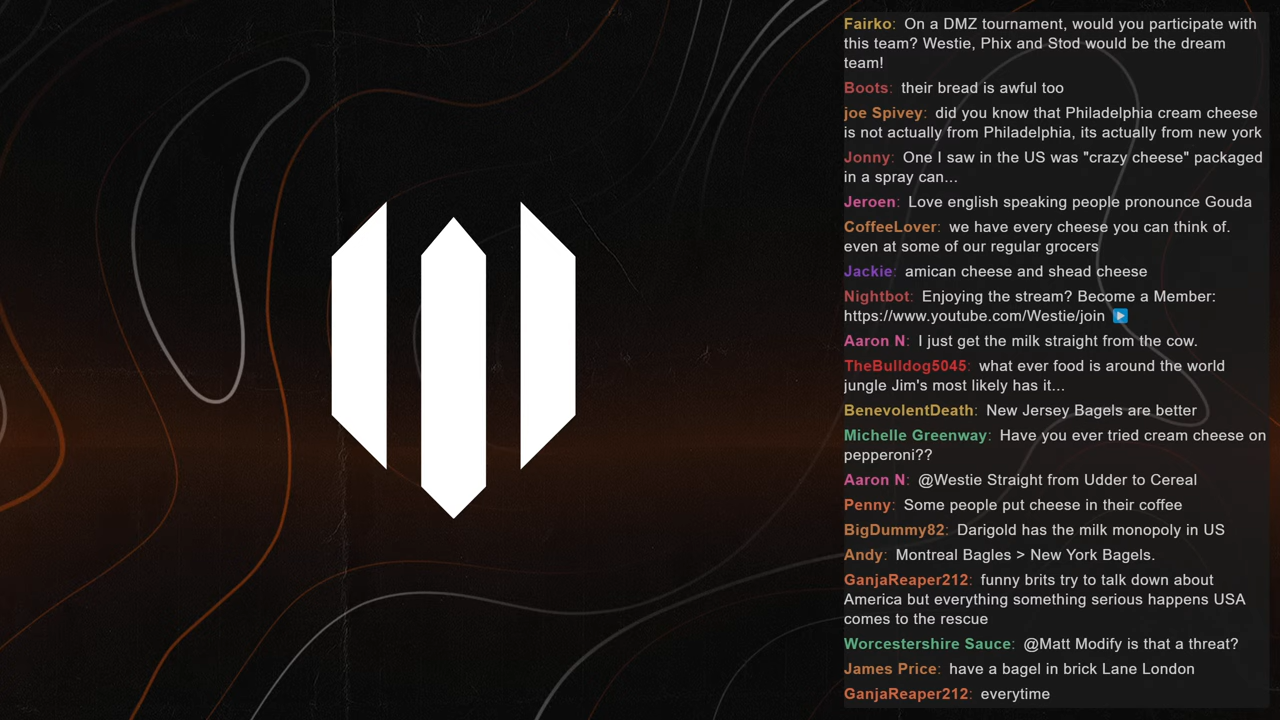 Fairko: On a DMZ tournament, would you participate with
this team? Westie, Phix and Stod would be the dream
team!
Boots: their bread is awful too
joe Spivey: did you know that Philadelphia cream cheese
is not actually from Philadelphia, its actually from new york
Jonny: One I saw in the US was "crazy cheese" packaged
in a spray can...
Jeroen: Love english speaking people pronounce Gouda
CoffeeLover: we have every cheese you can think of.
even at some of our regular grocers
Jackie: amican cheese and shead cheese
Nightbot: Enjoying the stream? Become a Member:
https://www.youtube.com/Westie/join ▶️
Aaron N: I just get the milk straight from the cow.
TheBulldog5045: what ever food is around the world
jungle Jim's most likely has it...
BenevolentDeath: New Jersey Bagels are better
Michelle Greenway: Have you ever tried cream cheese on
pepperoni??
Aaron N: @Westie Straight from Udder to Cereal
Penny: Some people put cheese in their coffee
BigDummy82: Darigold has the milk monopoly in US
Andy: Montreal Bagles > New York Bagels.
GanjaReaper212: funny brits try to talk down about
America but everything something serious happens USA
comes to the rescue
Worcestershire Sauce: @Matt Modify is that a threat?
James Price: have a bagel in brick Lane London
GanjaReaper212: everytime